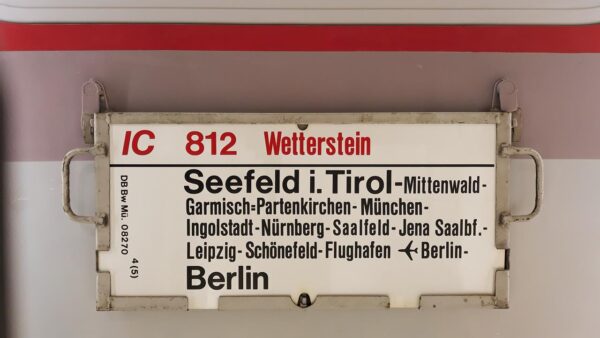 IC 812 Wetterstein
Seefeld i. Tirol-Mittenwald-
Garmisch=Partenkirchen-München-
Ingolstadt-Nürnberg-Saalfeld-Jena Saalbf.-
Leipzig-Schönefeld-Flughafen ✈Berlin-
Berlin
DB Bw Mü. 08270 4(5)